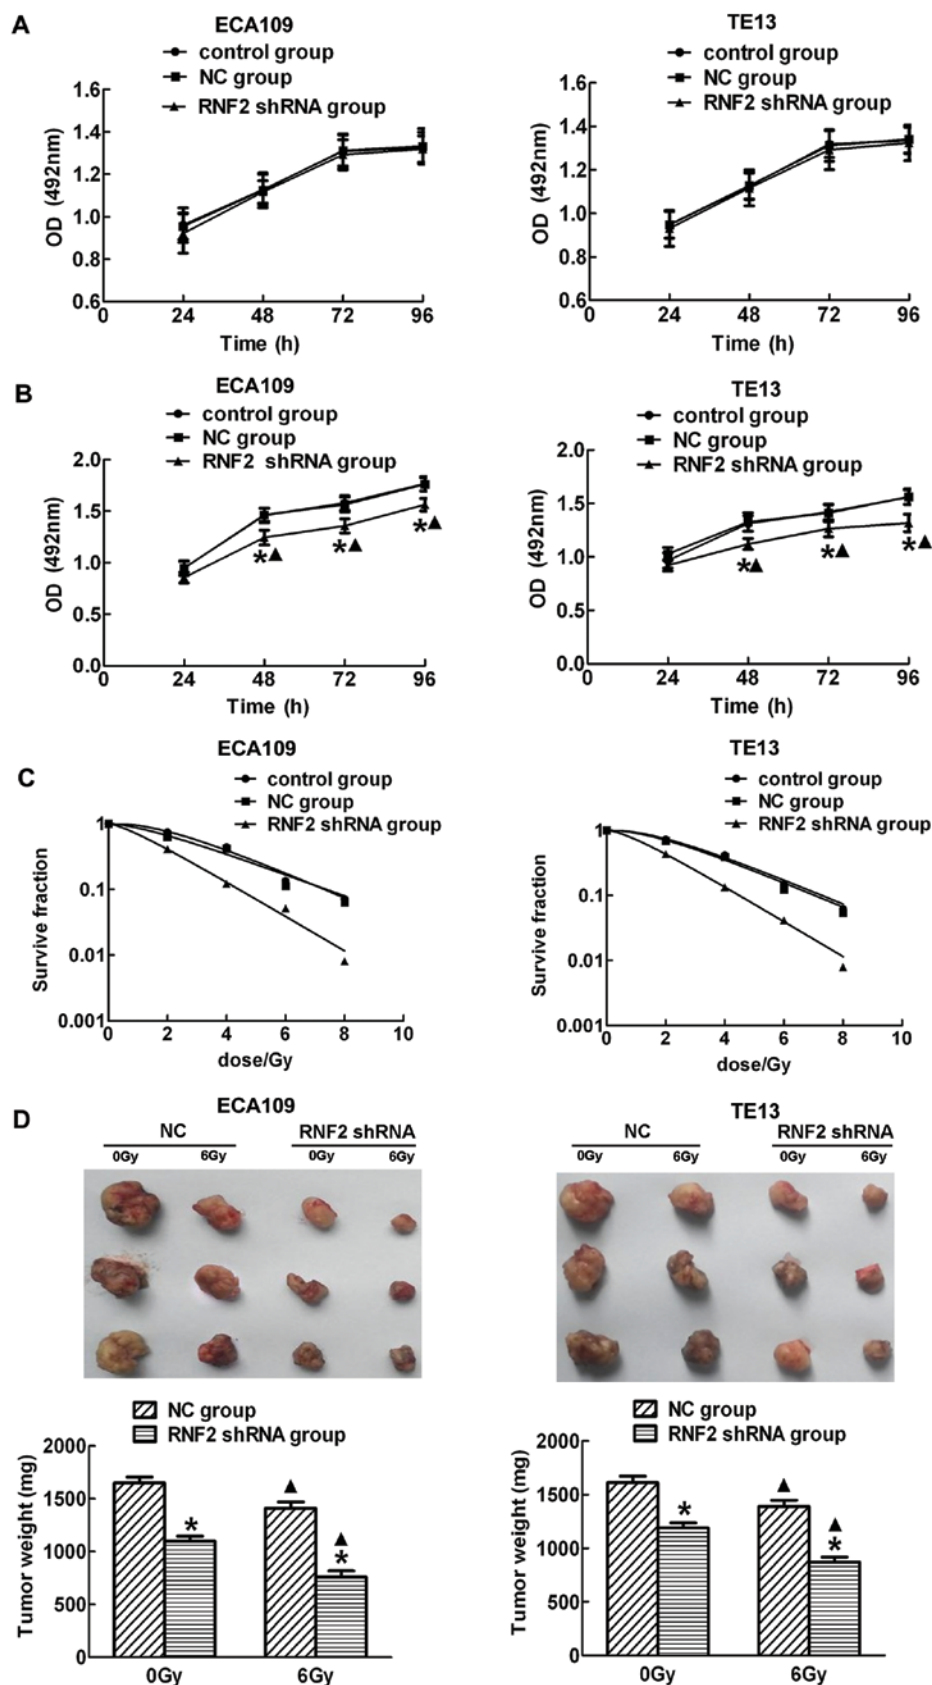 A
ECA109
control group
NC group
RNF2 shRNA group
OD (492nm)
1.6
1.4
1.2
1.0
0.8
0.6
0 24 48 72 96
Time (h)
TE13
control group
NC group
RNF2 shRNA group
OD (492nm)
1.6
1.4
1.2
1.0
0.8
0.6
0 24 48 72 96
Time (h)
B
ECA109
control group
NC group
RNF2 shRNA group
OD (492nm)
2.0
1.5
1.0
0.5
0.0
*▲ *▲ *▲
0 24 48 72 96
Time (h)
TE13
control group
NC group
RNF2 shRNA group
OD (492nm)
2.0
1.5
1.0
0.5
0.0
*▲ *▲ *▲
0 24 48 72 96
Time (h)
C
ECA109
control group
NC group
RNF2 shRNA group
Survive fraction
1
0.1
0.01
0.001
0 2 4 6 8 10
dose/Gy
TE13
control group
NC group
RNF2 shRNA group
Survive fraction
1
0.1
0.01
0.001
0 2 4 6 8 10
dose/Gy
D
ECA109
NC RNF2 shRNA
0Gy 6Gy 0Gy 6Gy
TE13
NC RNF2 shRNA
0Gy 6Gy 0Gy 6Gy
NC group
RNF2 shRNA group
Tumor weight (mg)
2000
1500
1000
500
0
* ▲ ▲
*
0Gy 6Gy
NC group
RNF2 shRNA group
Tumor weight (mg)
2000
1500
1000
500
0
* ▲ ▲
*
0Gy 6Gy